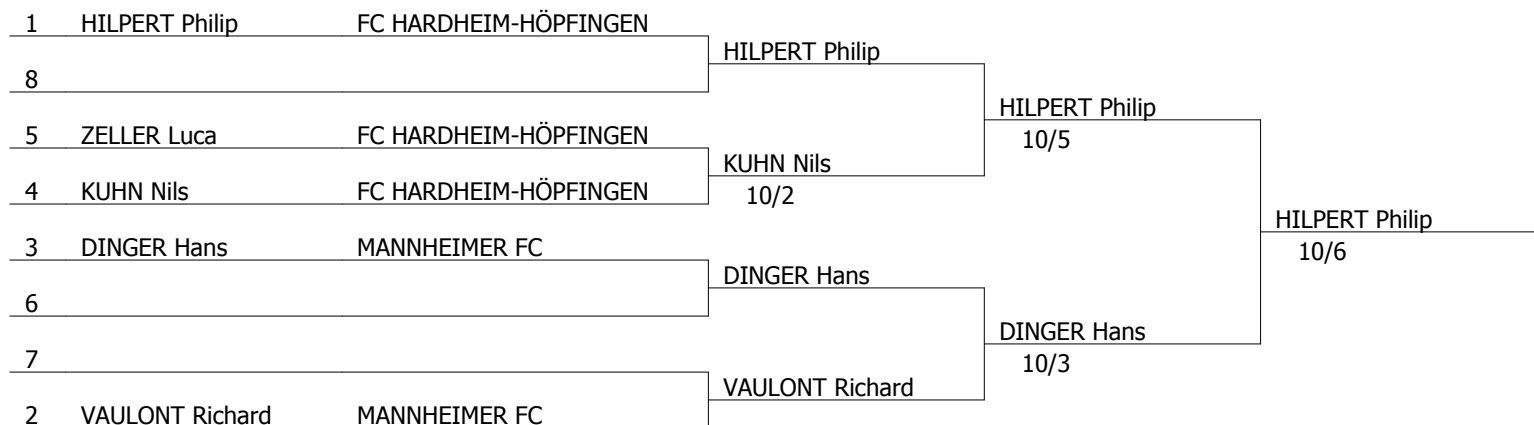 1 HILPERT Philip FC HARDHEIM-HÖPFINGEN
HILPERT Philip
8
HILPERT Philip
5 ZELLER Luca FC HARDHEIM-HÖPFINGEN
10/5
KUHN Nils
4 KUHN Nils FC HARDHEIM-HÖPFINGEN
10/2
HILPERT Philip
3 DINGER Hans MANNHEIMER FC
10/6
DINGER Hans
6
DINGER Hans
7
10/3
VAULONT Richard
2 VAULONT Richard MANNHEIMER FC